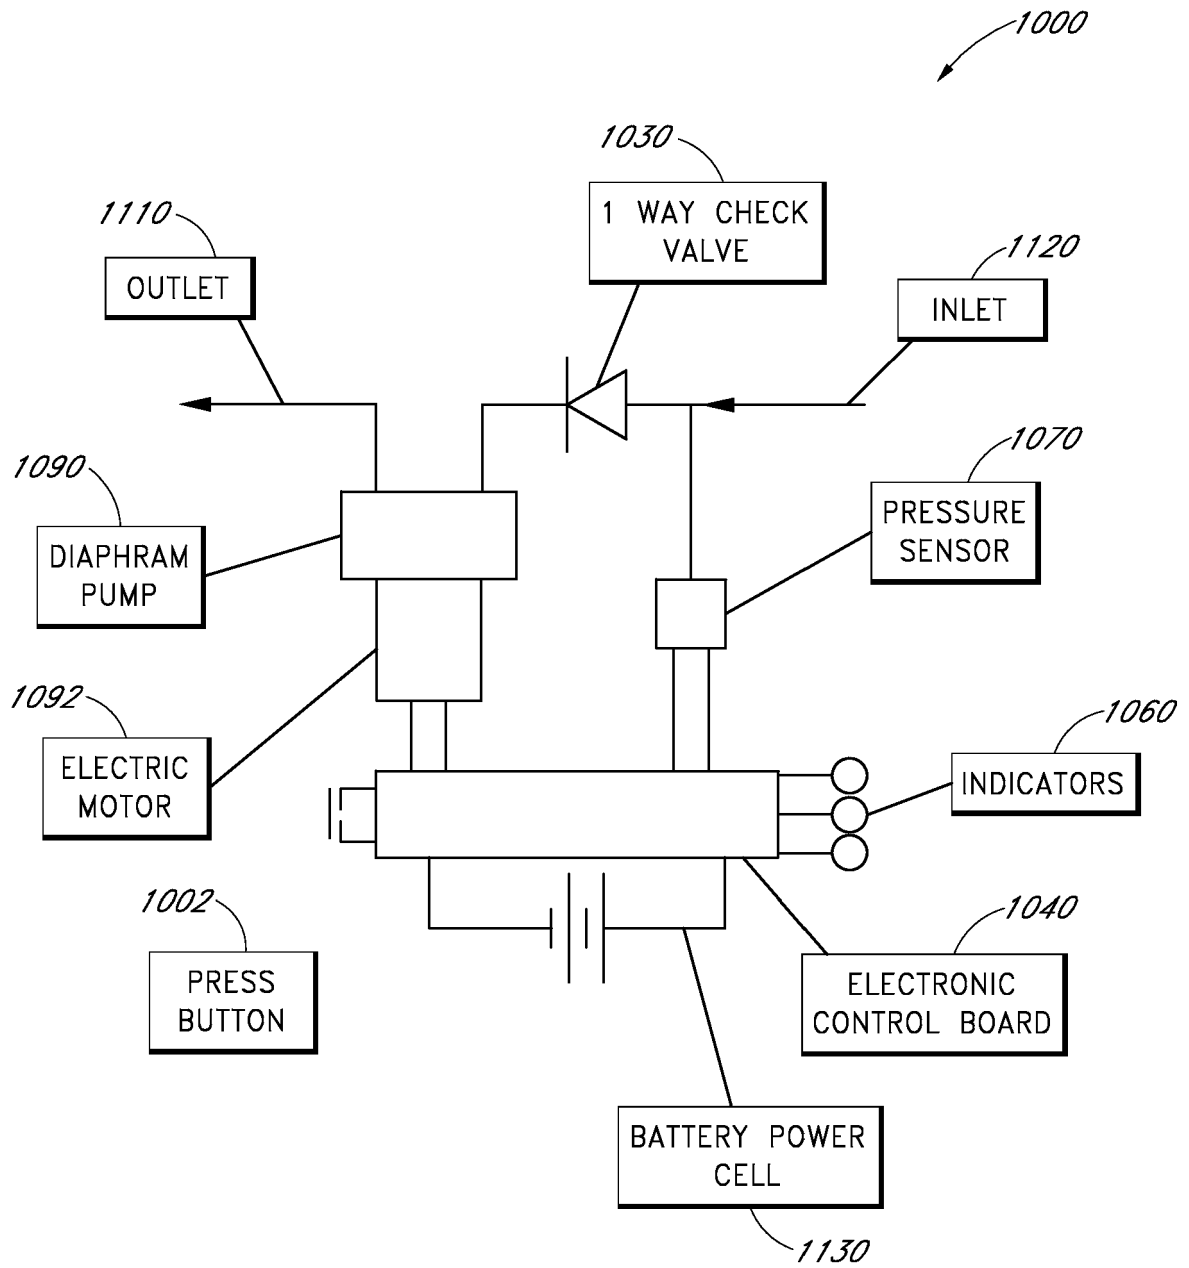 1000
1030
1 WAY CHECK
VALVE
1110
OUTLET
1120
INLET
1090
DIAPHRAM
PUMP
1070
PRESSURE
SENSOR
1092
ELECTRIC
MOTOR
1060
INDICATORS
1002
PRESS
BUTTON
1040
ELECTRONIC
CONTROL BOARD
BATTERY POWER
CELL
1130